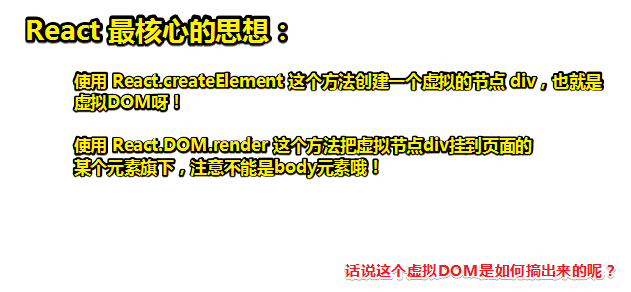 React 最核心的思想：
使用 React.createElement 这个方法创建一个虚拟的节点 div，也就是
虚拟DOM呀！
使用 React.DOM.render 这个方法把虚拟节点div挂到页面的
某个元素旗下，注意不能是body元素哦！
话说这个虚拟DOM是如何搞出来的呢？